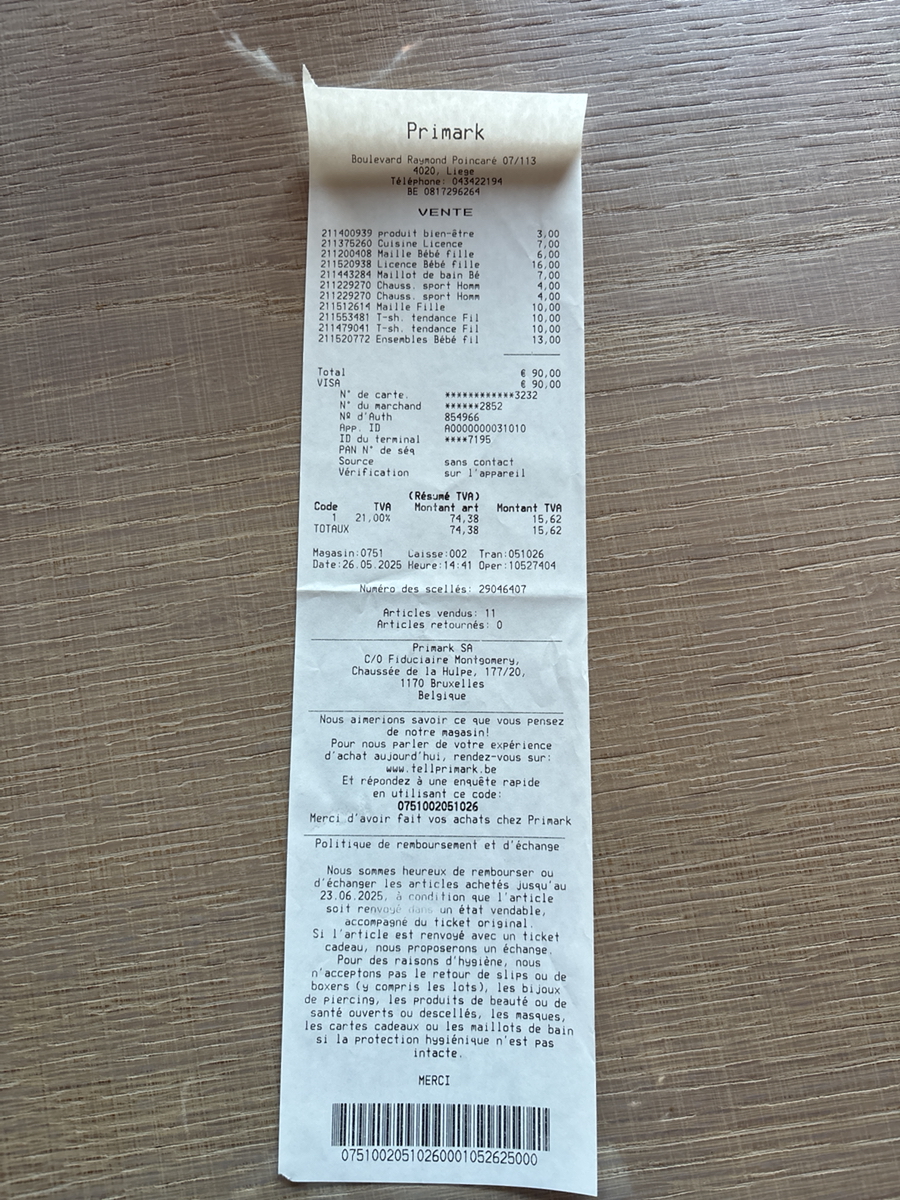 Primark
Boulevard Raymond Poincaré 07/113
4020, Liege
Téléphone: 043422194
BE 0817296264
VENTE
211400939 produit bien-être 3,00
211375260 Cuisine Licence 7,00
211200408 Maille Bébé fille 6,00
211520938 Licence Bébé fille 16,00
211443284 Maillot de bain Bé 7,00
211229270 Chauss. sport Homm 4,00
211229270 Chauss. sport Homm 4,00
211512614 Maille Fille 10,00
211553481 T-sh. tendance Fil 10,00
211479041 T-sh. tendance Fil 10,00
211520772 Ensembles Bébé fil 13,00
Total € 90,00
VISA € 90,00
N° de carte. ************3232
N° du marchand ******2852
Nº d'Auth 854966
App. ID A0000000031010
ID du terminal ****7195
PAN N° de séq
Source sans contact
Vérification sur l'appareil
(Résumé TVA)
Code TVA Montant art Montant TVA
1 21,00% 74,38 15,62
TOTAUX 74,38 15,62
Magasin:0751 Caisse:002 Tran:051026
Date:26.05.2025 Heure:14:41 Oper:10527404
Numéro des scellés: 29046407
Articles vendus: 11
Articles retournés: 0
Primark SA
C/O Fiduciaire Montgomery,
Chaussée de la Hulpe, 177/20,
1170 Bruxelles
Belgique
Nous aimerions savoir ce que vous pensez
de notre magasin!
Pour nous parler de votre expérience
d'achat aujourd'hui, rendez-vous sur:
www.tellprimark.be
Et répondez à une enquête rapide
en utilisant ce code:
0751002051026
Merci d'avoir fait vos achats chez Primark
Politique de remboursement et d'échange
Nous sommes heureux de rembourser ou
d'échanger les articles achetés jusqu'au
23.06.2025, à condition que l'article
soit renvoyé dans un état vendable,
accompagné du ticket original.
Si l'article est renvoyé avec un ticket
cadeau, nous proposerons un échange.
Pour des raisons d'hygiène, nous
n'acceptons pas le retour de slips ou de
boxers (y compris les lots), les bijoux
de piercing, les produits de beauté ou de
santé ouverts ou descellés, les masques,
les cartes cadeaux ou les maillots de bain
si la protection hygiénique n'est pas
intacte.
MERCI
07510020510260001052625000